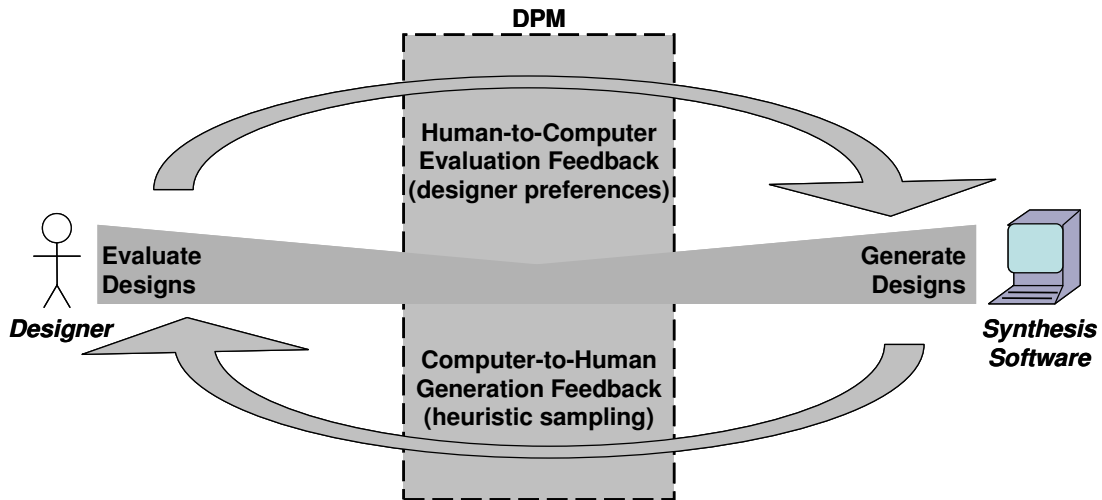 DPM
Human-to-Computer
Evaluation Feedback
(designer preferences)
Evaluate
Designs
Generate
Designs
Designer
Synthesis
Software
Computer-to-Human
Generation Feedback
(heuristic sampling)